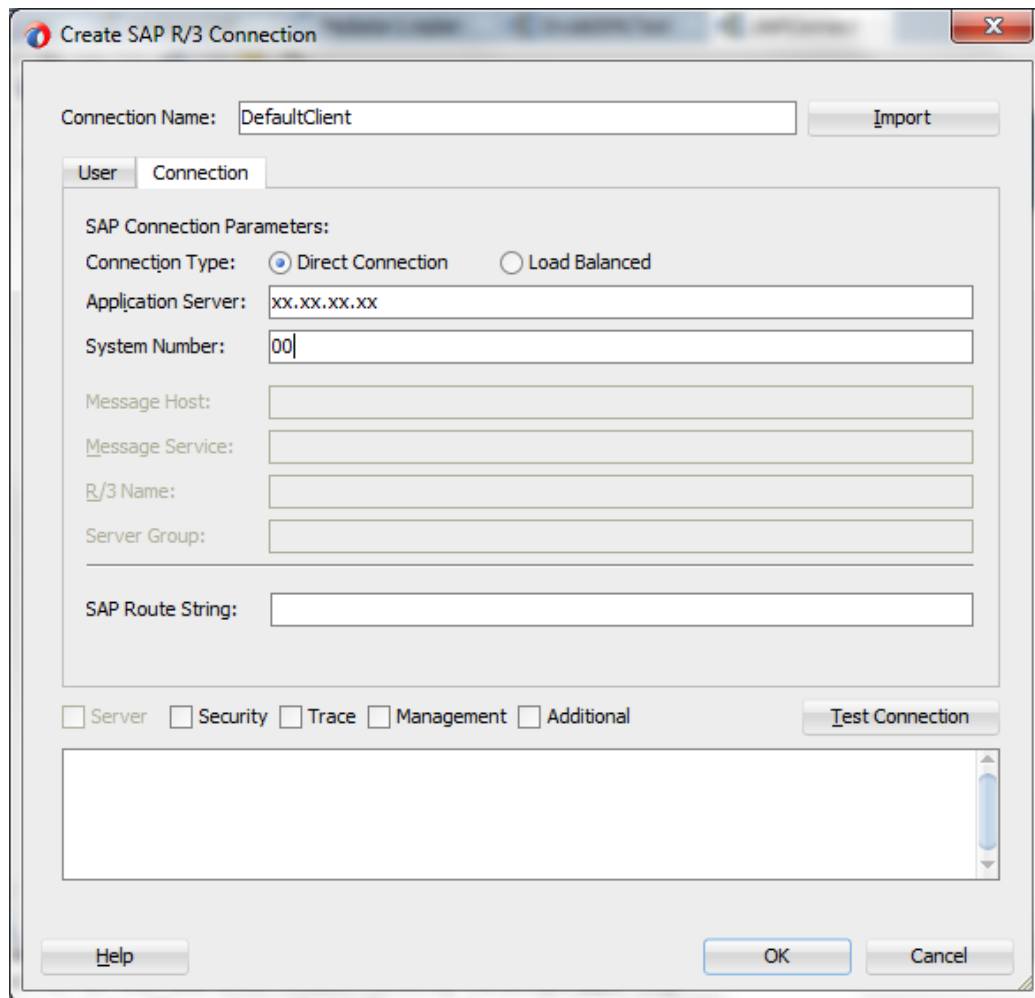 Create SAP R/3 Connection
Connection Name: DefaultClient Import
User Connection
SAP Connection Parameters:
Connection Type: Direct Connection Load Balanced
Application Server: xx.xx.xx.xx
System Number: 00
Message Host:
Message Service:
R/3 Name:
Server Group:
SAP Route String:
Server Security Trace Management Additional Test Connection
Help OK Cancel